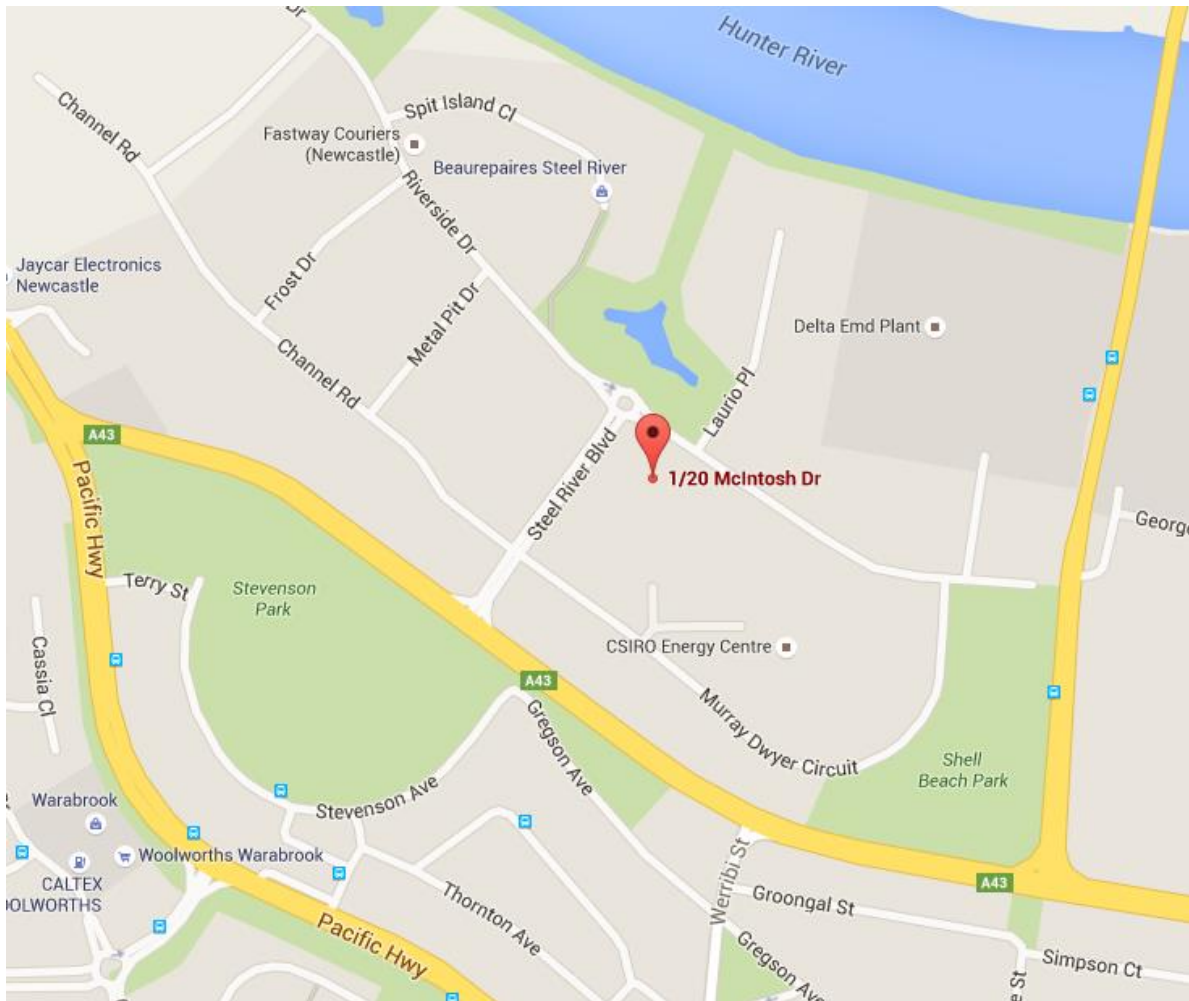 Dr
Hunter River
Channel Rd
Spit Island Cl
Fastway Couriers
(Newcastle)
Beaurepaires Steel River
Riverside Dr
Jaycar Electronics
Newcastle
Frost Dr
Metal Pit Dr
Delta Emd Plant
Channel Rd
Laurio Pl
A43
Steel River Blvd
1/20 McIntosh Dr
Pacific Hwy
George
Terry St
Stevenson
Park
Cassia Cl
CSIRO Energy Centre
A43
Gregson Ave
Murray Dwyer Circuit
Shell
Beach Park
Stevenson Ave
Warabrook
Woolworths Warabrook
CALTEX
OOLWORTHS
Werribi St
A43
Groongal St
Thornton Ave
Pacific Hwy
Gregson Ave
Simpson Ct
e St